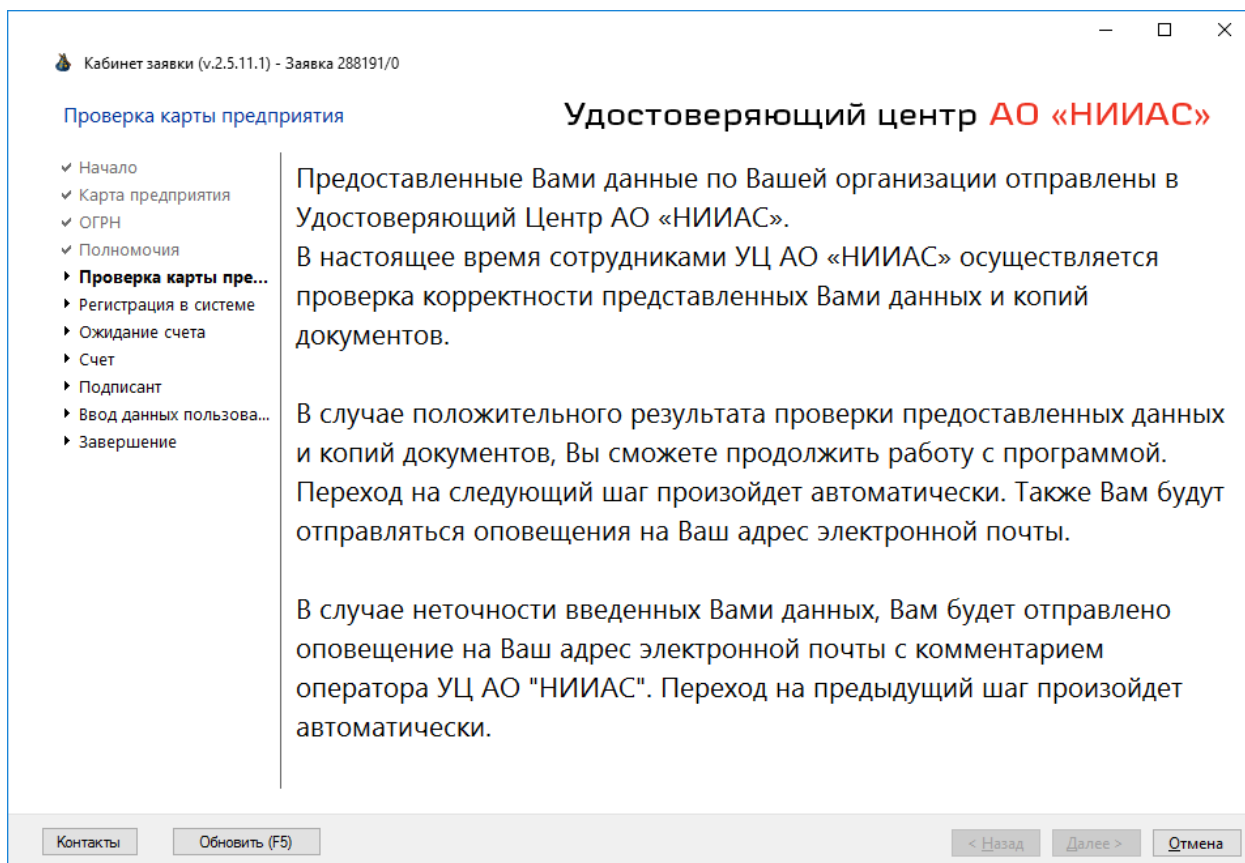 Кабинет заявки (v.2.5.11.1) - Заявка 288191/0
Проверка карты предприятия
Удостоверяющий центр АО «НИИАС»
Начало
Карта предприятия
ОГРН
Полномочия
Проверка карты пре...
Регистрация в системе
Ожидание счета
Счет
Подписант
Ввод данных пользова...
Завершение
Предоставленные Вами данные по Вашей организации отправлены в
Удостоверяющий Центр АО «НИИАС».
В настоящее время сотрудниками УЦ АО «НИИАС» осуществляется
проверка корректности представленных Вами данных и копий
документов.
В случае положительного результата проверки предоставленных данных
и копий документов, Вы сможете продолжить работу с программой.
Переход на следующий шаг произойдет автоматически. Также Вам будут
отправляться оповещения на Ваш адрес электронной почты.
В случае неточности введенных Вами данных, Вам будет отправлено
оповещение на Ваш адрес электронной почты с комментарием
оператора УЦ АО "НИИАС". Переход на предыдущий шаг произойдет
автоматически.
Контакты
Обновить (F5)
< Назад
Далее >
Отмена